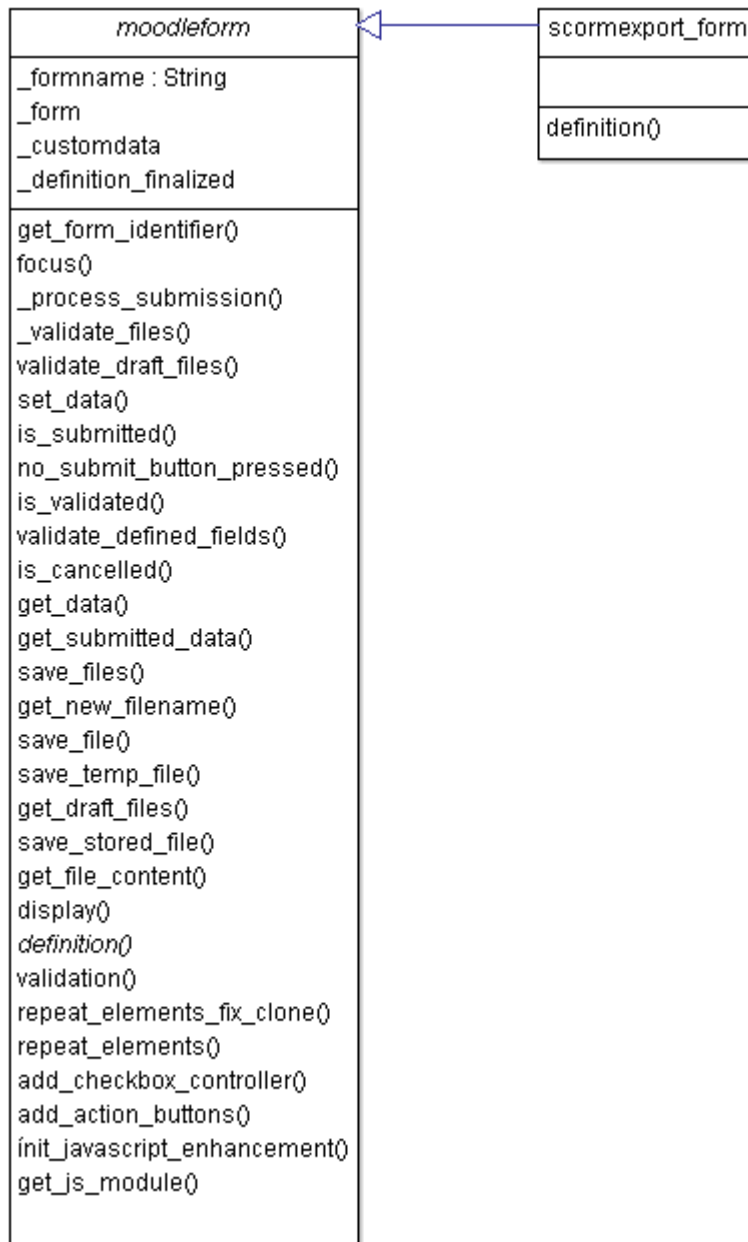 moodleform
_formname : String
_form
_customdata
_definition_finalized
get_form_identifier()
focus()
_process_submission()
_validate_files()
validate_draft_files()
set_data()
is_submitted()
no_submit_button_pressed()
is_validated()
validate_defined_fields()
is_cancelled()
get_data()
get_submitted_data()
save_files()
get_new_filename()
save_file()
save_temp_file()
get_draft_files()
save_stored_file()
get_file_content()
display()
definition()
validation()
repeat_elements_fix_clone()
repeat_elements()
add_checkbox_controller()
add_action_buttons()
ínit_javascript_enhancement()
get_js_module()
scormexport_form
definition()